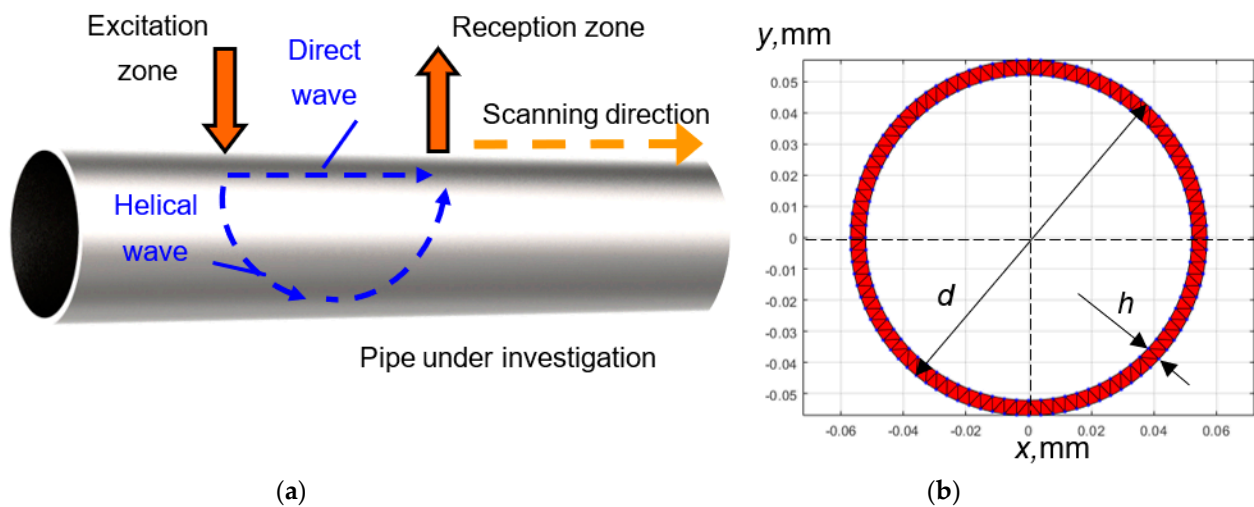 Excitation
zone
Direct
wave
Reception zone
Scanning direction
Helical
wave
Pipe under investigation
(a)
y,mm
0.05
0.04
0.03
0.02
0.01
0
-0.01
-0.02
-0.03
-0.04
-0.05
d
h
-0.06 -0.04 -0.02 0 0.02 0.04 0.06
x,mm
(b)